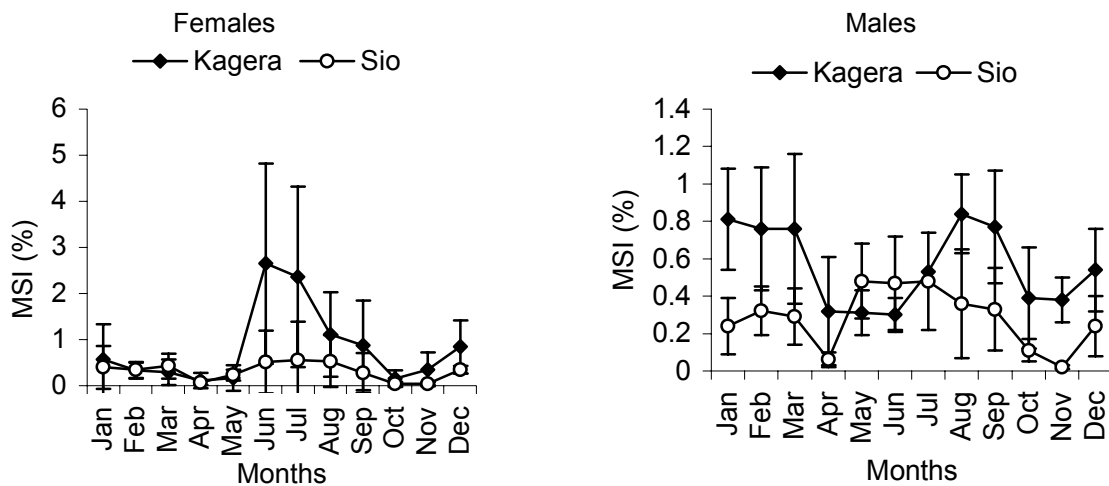 Females
Kagera Sio
6
5
4
3
2
1
0
MSI (%)
Jan Feb Mar Apr May Jun Jul Aug Sep Oct Nov Dec
Months
Males
Kagera Sio
1.4
1.2
1
0.8
0.6
0.4
0.2
0
MSI (%)
Jan Feb Mar Apr May Jun Jul Aug Sep Oct Nov Dec
Months